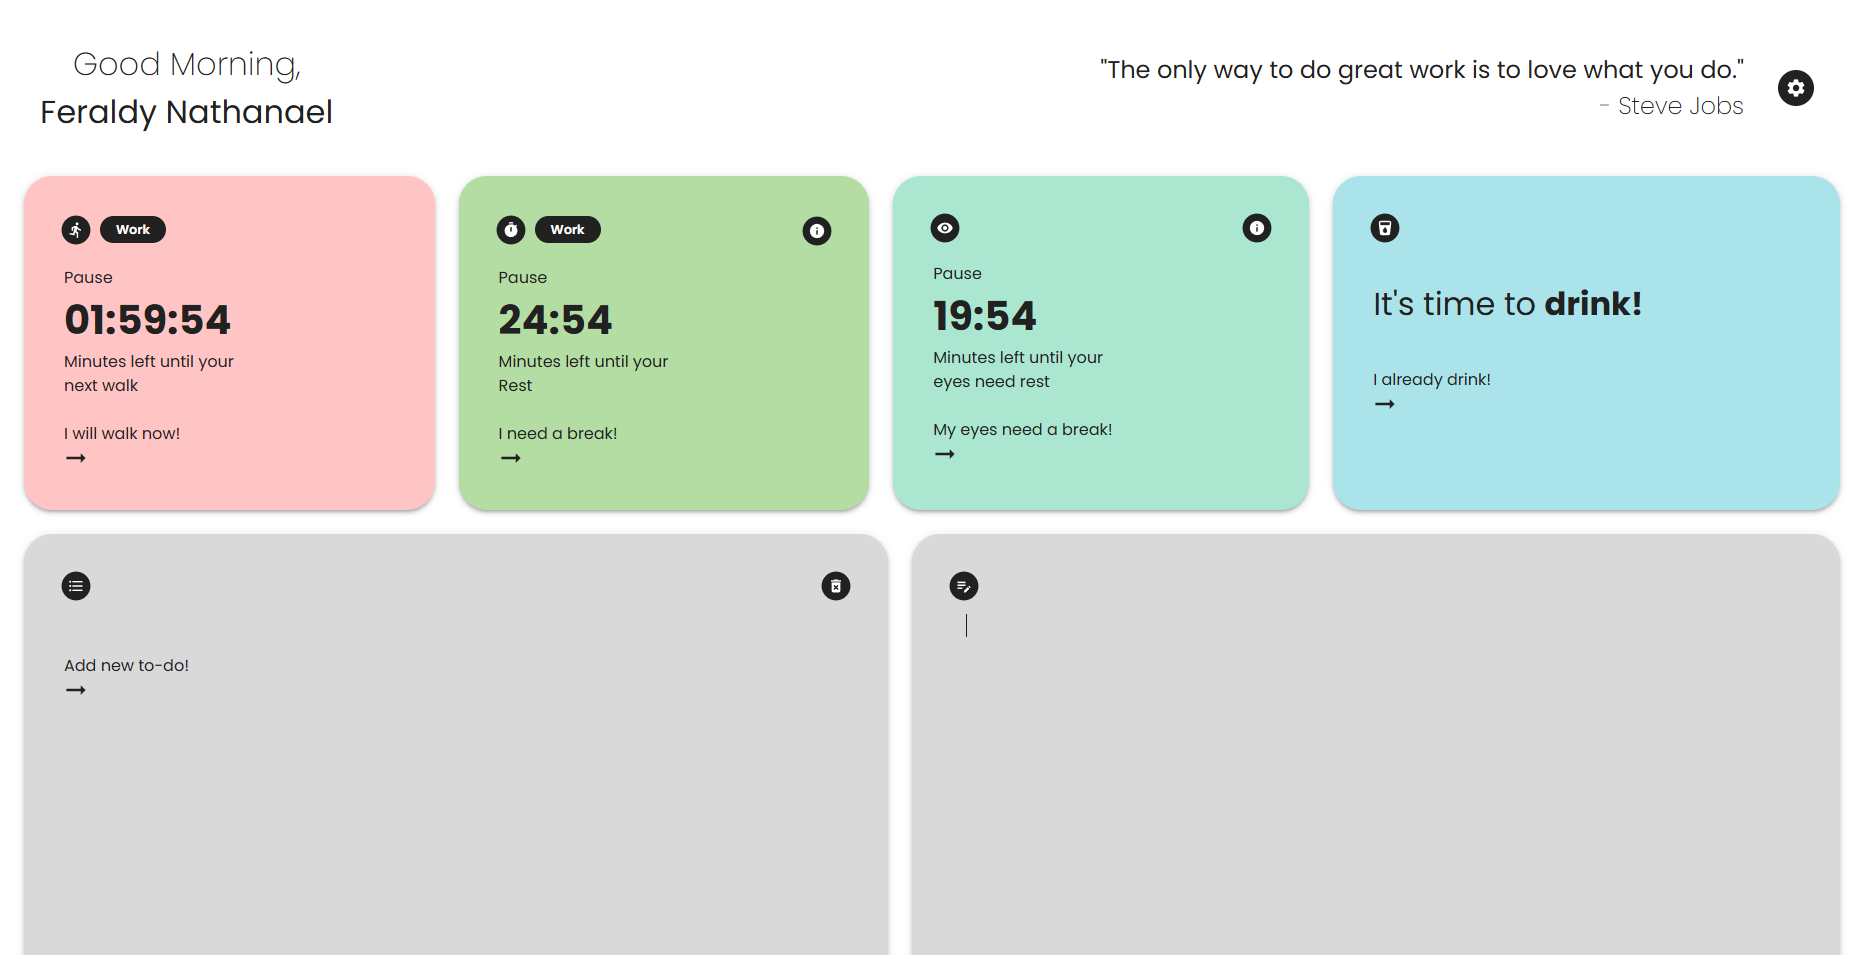 Good Morning,
Feraldy Nathanael
"The only way to do great work is to love what you do."
- Steve Jobs
Work
Pause
01:59:54
Minutes left until your
next walk
I will walk now!
Work
Pause
24:54
Minutes left until your
Rest
I need a break!
Pause
19:54
Minutes left until your
eyes need rest
My eyes need a break!
It's time to drink!
I already drink!
Add new to-do!